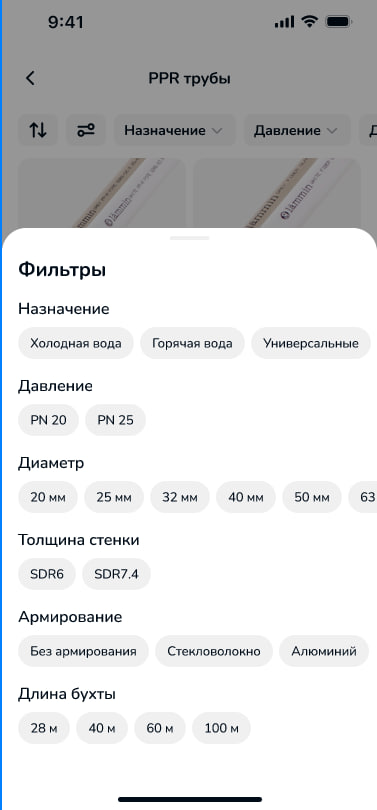 9:41
PPR трубы
Назначение Давление Д
lammin lammin
Фильтры
Назначение
Холодная вода Горячая вода Универсальные
Давление
PN 20 PN 25
Диаметр
20 мм 25 мм 32 мм 40 мм 50 мм 63
Толщина стенки
SDR6 SDR7.4
Армирование
Без армирования Стекловолокно Алюминий
Длина бухты
28 м 40 м 60 м 100 м